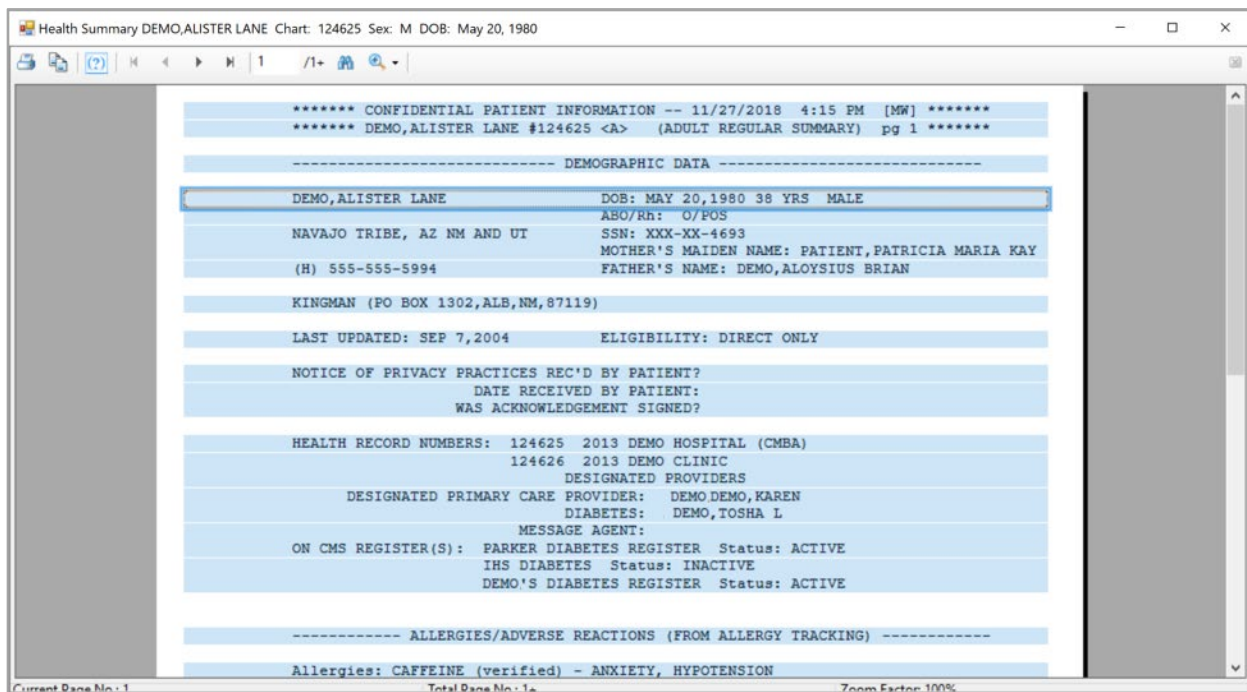 Health Summary DEMO,ALISTER LANE Chart: 124625 Sex: M DOB: May 20, 1980
(?) 1 /1+
******* CONFIDENTIAL PATIENT INFORMATION -- 11/27/2018 4:15 PM [MW] *******
******* DEMO,ALISTER LANE #124625 <A> (ADULT REGULAR SUMMARY) pg 1 *******
----------------------------- DEMOGRAPHIC DATA -----------------------------
DEMO,ALISTER LANE DOB: MAY 20,1980 38 YRS MALE
ABO/Rh: O/POS
NAVAJO TRIBE, AZ NM AND UT SSN: XXX-XX-4693
MOTHER'S MAIDEN NAME: PATIENT,PATRICIA MARIA KAY
(H) 555-555-5994 FATHER'S NAME: DEMO,ALOYSIUS BRIAN
KINGMAN (PO BOX 1302,ALB,NM,87119)
LAST UPDATED: SEP 7,2004 ELIGIBILITY: DIRECT ONLY
NOTICE OF PRIVACY PRACTICES REC'D BY PATIENT?
DATE RECEIVED BY PATIENT:
WAS ACKNOWLEDGEMENT SIGNED?
HEALTH RECORD NUMBERS: 124625 2013 DEMO HOSPITAL (CMBA)
124626 2013 DEMO CLINIC
DESIGNATED PROVIDERS
DESIGNATED PRIMARY CARE PROVIDER: DEMO.DEMO,KAREN
DIABETES: DEMO,TOSHA L
MESSAGE AGENT:
ON CMS REGISTER(S): PARKER DIABETES REGISTER Status: ACTIVE
IHS DIABETES Status: INACTIVE
DEMO'S DIABETES REGISTER Status: ACTIVE
------------ ALLERGIES/ADVERSE REACTIONS (FROM ALLERGY TRACKING) ------------
Allergies: CAFFEINE (verified) - ANXIETY, HYPOTENSION
Current Page No.: 1 Total Page No.: 1+ Zoom Factor: 100%